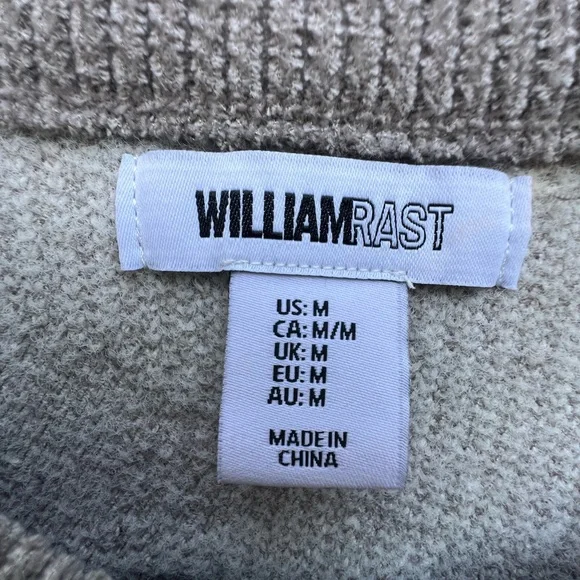 WILLIAMRAST
US: M
CA: M/M
UK: M
EU: M
AU: M
MADE IN
CHINA